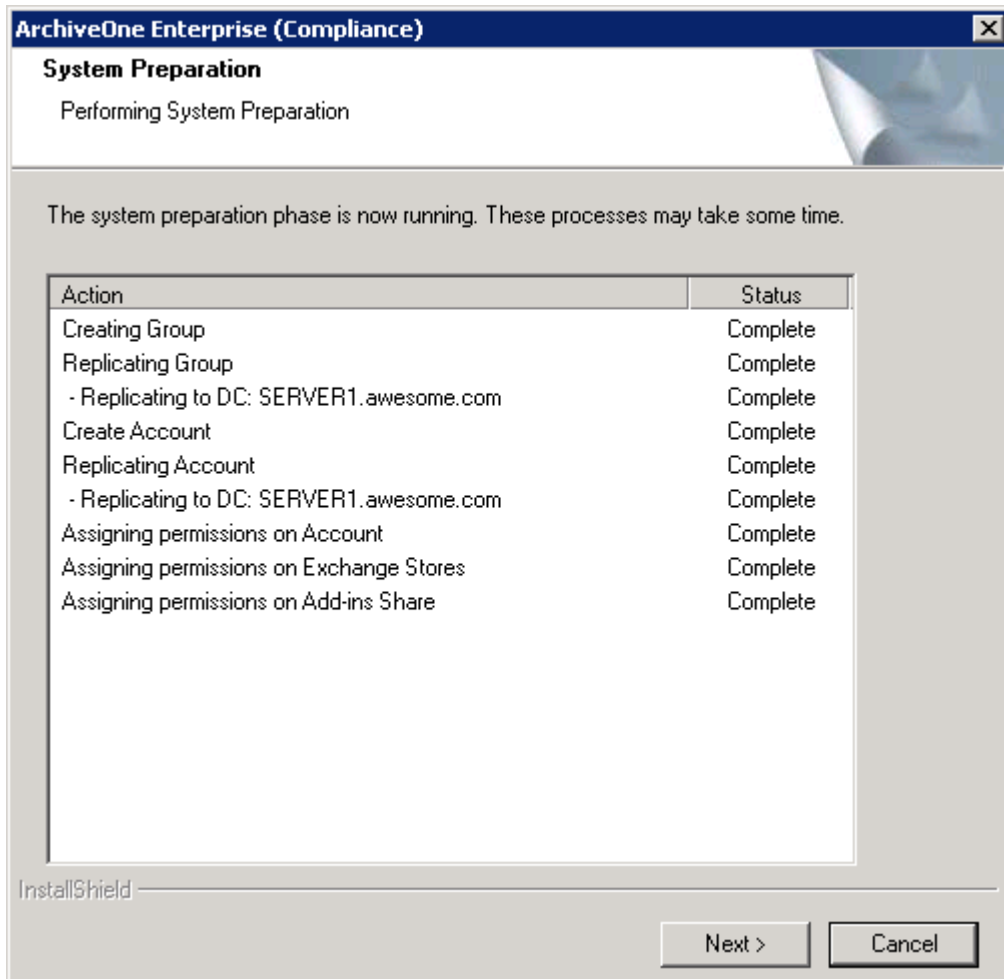 ArchiveOne Enterprise (Compliance)
System Preparation
Performing System Preparation
The system preparation phase is now running. These processes may take some time.
Action Status
Creating Group Complete
Replicating Group Complete
- Replicating to DC: SERVER1.awesome.com Complete
Create Account Complete
Replicating Account Complete
- Replicating to DC: SERVER1.awesome.com Complete
Assigning permissions on Account Complete
Assigning permissions on Exchange Stores Complete
Assigning permissions on Add-ins Share Complete
InstallShield
Next > Cancel